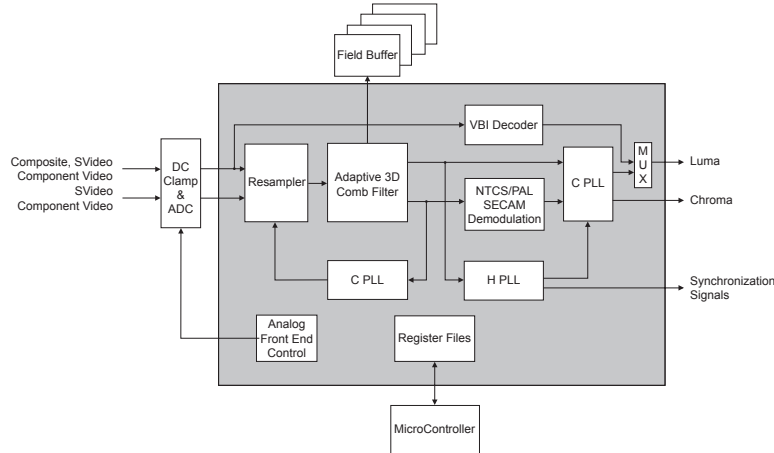 Field Buffer
VBI Decoder
Composite, SVideo
Component Video
SVideo
Component Video
DC
Clamp
&
ADC
Resampler
Adaptive 3D
Comb Filter
NTCS/PAL
SECAM
Demodulation
C PLL
M
U
X
Luma
Chroma
C PLL
H PLL
Synchronization
Signals
Analog
Front End
Control
Register Files
MicroController